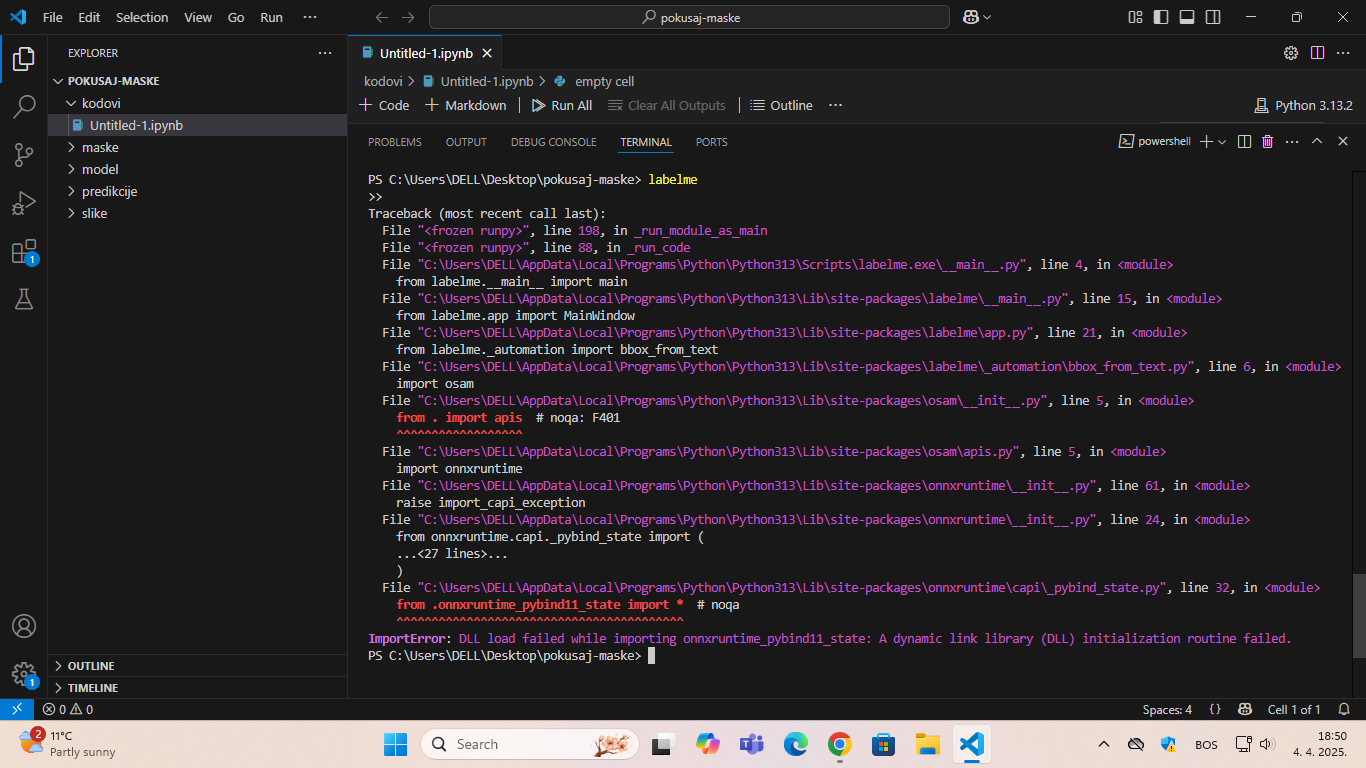 File Edit Selection View Go Run ···
pokusaj-maske
EXPLORER ···
POKUSAJ-MASKE
kodovi
Untitled-1.ipynb
maske
model
predikcije
slike
OUTLINE
TIMELINE
1
1
Untitled-1.ipynb
kodovi > Untitled-1.ipynb > empty cell
+ Code + Markdown | Run All Clear All Outputs | Outline ···
Python 3.13.2
PROBLEMS OUTPUT DEBUG CONSOLE TERMINAL PORTS
powershell
PS C:\Users\DELL\Desktop\pokusaj-maske> labelme
>>
Traceback (most recent call last):
  File "<frozen runpy>", line 198, in _run_module_as_main
  File "<frozen runpy>", line 88, in _run_code
  File "C:\Users\DELL\AppData\Local\Programs\Python\Python313\Scripts\labelme.exe\__main__.py", line 4, in <module>
    from labelme.__main__ import main
  File "C:\Users\DELL\AppData\Local\Programs\Python\Python313\Lib\site-packages\labelme\__main__.py", line 15, in <module>
    from labelme.app import MainWindow
  File "C:\Users\DELL\AppData\Local\Programs\Python\Python313\Lib\site-packages\labelme\app.py", line 21, in <module>
    from labelme._automation import bbox_from_text
  File "C:\Users\DELL\AppData\Local\Programs\Python\Python313\Lib\site-packages\labelme\_automation\bbox_from_text.py", line 6, in <module>
    import osam
  File "C:\Users\DELL\AppData\Local\Programs\Python\Python313\Lib\site-packages\osam\__init__.py", line 5, in <module>
    from . import apis  # noqa: F401
    ^^^^^^^^^^^^^^^^^^
  File "C:\Users\DELL\AppData\Local\Programs\Python\Python313\Lib\site-packages\osam\apis.py", line 5, in <module>
    import onnxruntime
  File "C:\Users\DELL\AppData\Local\Programs\Python\Python313\Lib\site-packages\onnxruntime\__init__.py", line 61, in <module>
    raise import_capi_exception
  File "C:\Users\DELL\AppData\Local\Programs\Python\Python313\Lib\site-packages\onnxruntime\__init__.py", line 24, in <module>
    from onnxruntime.capi._pybind_state import (
    ...<27 lines>...
    )
  File "C:\Users\DELL\AppData\Local\Programs\Python\Python313\Lib\site-packages\onnxruntime\capi\_pybind_state.py", line 32, in <module>
    from .onnxruntime_pybind11_state import *  # noqa
    ^^^^^^^^^^^^^^^^^^^^^^^^^^^^^^^^^^^^^^^^^
ImportError: DLL load failed while importing onnxruntime_pybind11_state: A dynamic link library (DLL) initialization routine failed.
PS C:\Users\DELL\Desktop\pokusaj-maske>
0 0
Spaces: 4 {} Cell 1 of 1
2
11°C
Partly sunny
Search
BOS
18:50
4. 4. 2025.